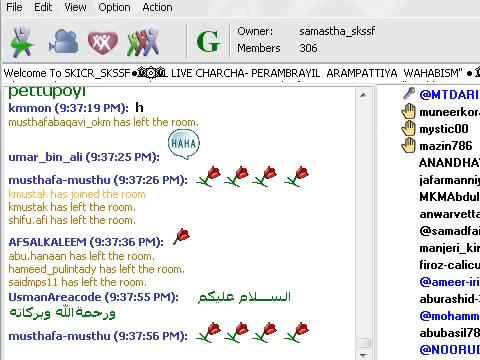 File Edit View Option Action
G
Owner: samastha_skssf
Members 306
Welcome To SKICR_SKSSF LIVE CHARCHA- PERAMBRAYIL ARAMPATTIYA WAHABISM"
pettupoyi
kmmon (9:37:19 PM): h
musthafabaqavi_okm has left the room.
HAHA
umar_bin_ali (9:37:25 PM):
musthafa-musthu (9:37:26 PM):
kmustak has joined the room
kmustak has left the room.
shifu.afi has left the room.
AFSALKALEEM (9:37:36 PM):
abu.hanaan has left the room.
hameed_pulintady has left the room.
saidmps11 has left the room.
UsmanAreacode (9:37:55 PM): الســلام عليكم
ورحمة الله وبركاته
musthafa-musthu (9:37:56 PM):
@MTDARI
muneerkora
mystic00
mazin786
ANANDHA
jafarmanniy
MKMAbdul
anwarvetta
@samadfai
manjeri_kin
firoz-calicu
@ameer-iri
aburashid-
@mohamm
abubasil78
@NOORUD